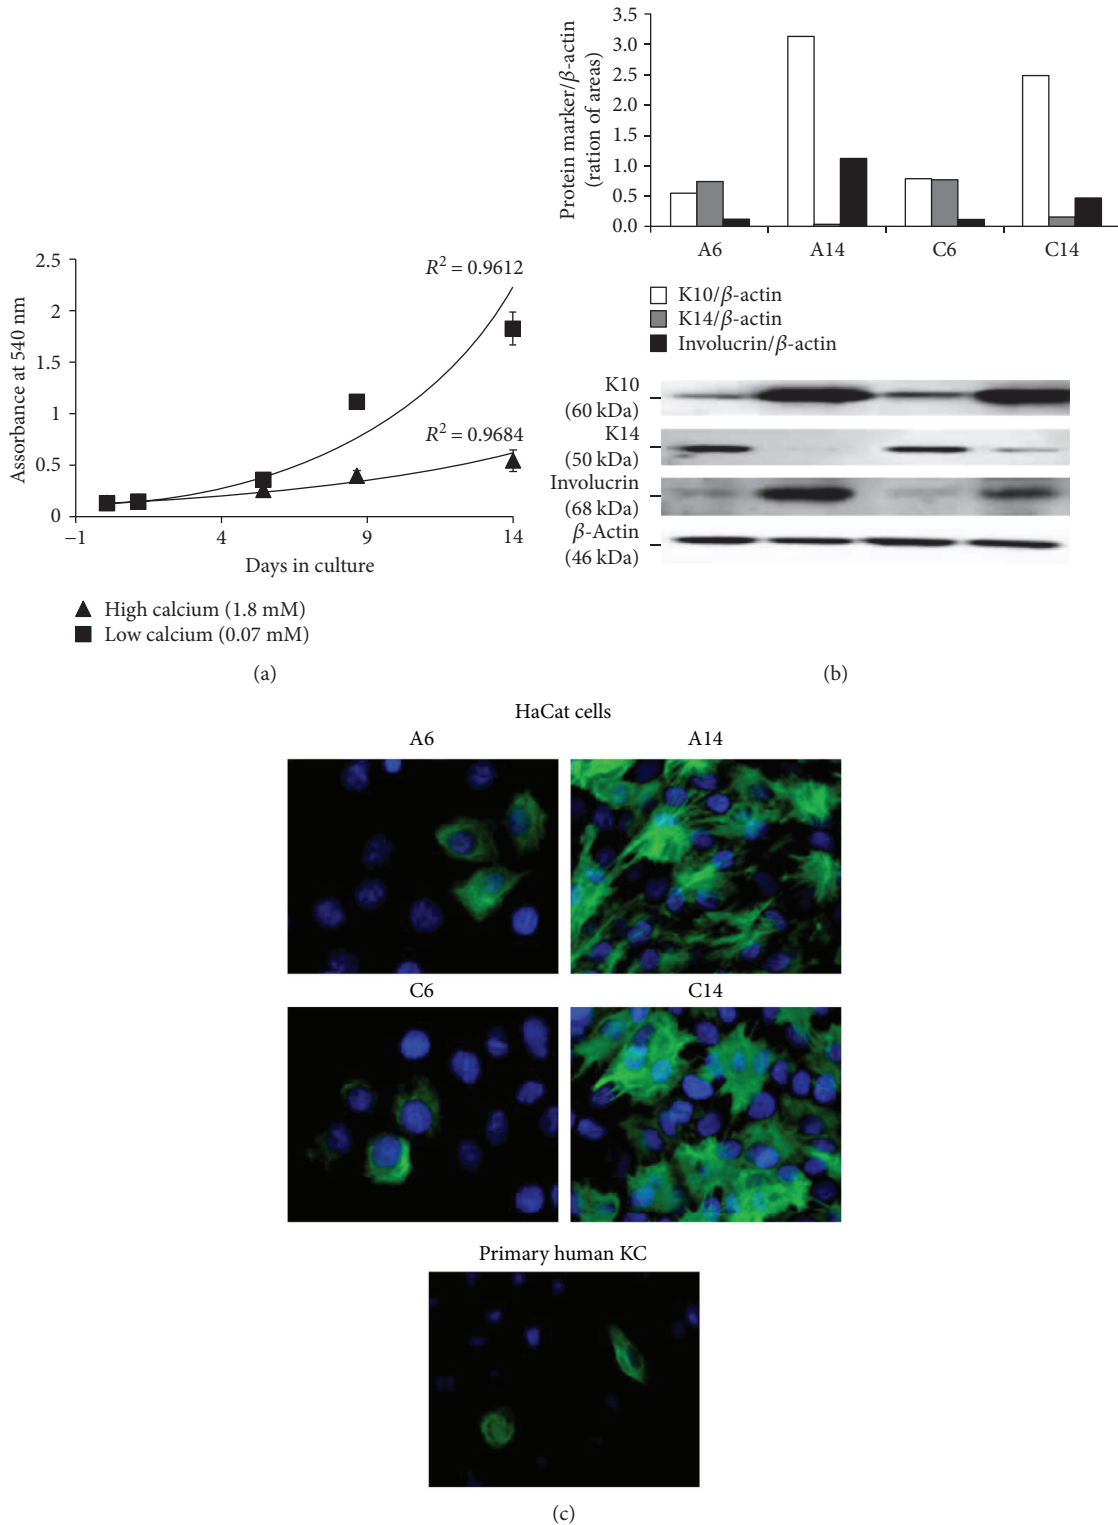 2.5
2
1.5
1
0.5
0
−1
4
9
14
Assorbance at 540 nm
Days in culture
R² = 0.9612
R² = 0.9684
High calcium (1.8 mM)
Low calcium (0.07 mM)
(a)
3.5
3.0
2.5
2.0
1.5
1.0
0.5
0.0
Protein marker/β-actin
(ration of areas)
A6
A14
C6
C14
K10/β-actin
K14/β-actin
Involucrin/β-actin
K10
(60 kDa)
K14
(50 kDa)
Involucrin
(68 kDa)
β-Actin
(46 kDa)
(b)
HaCat cells
A6
A14
C6
C14
Primary human KC
(c)